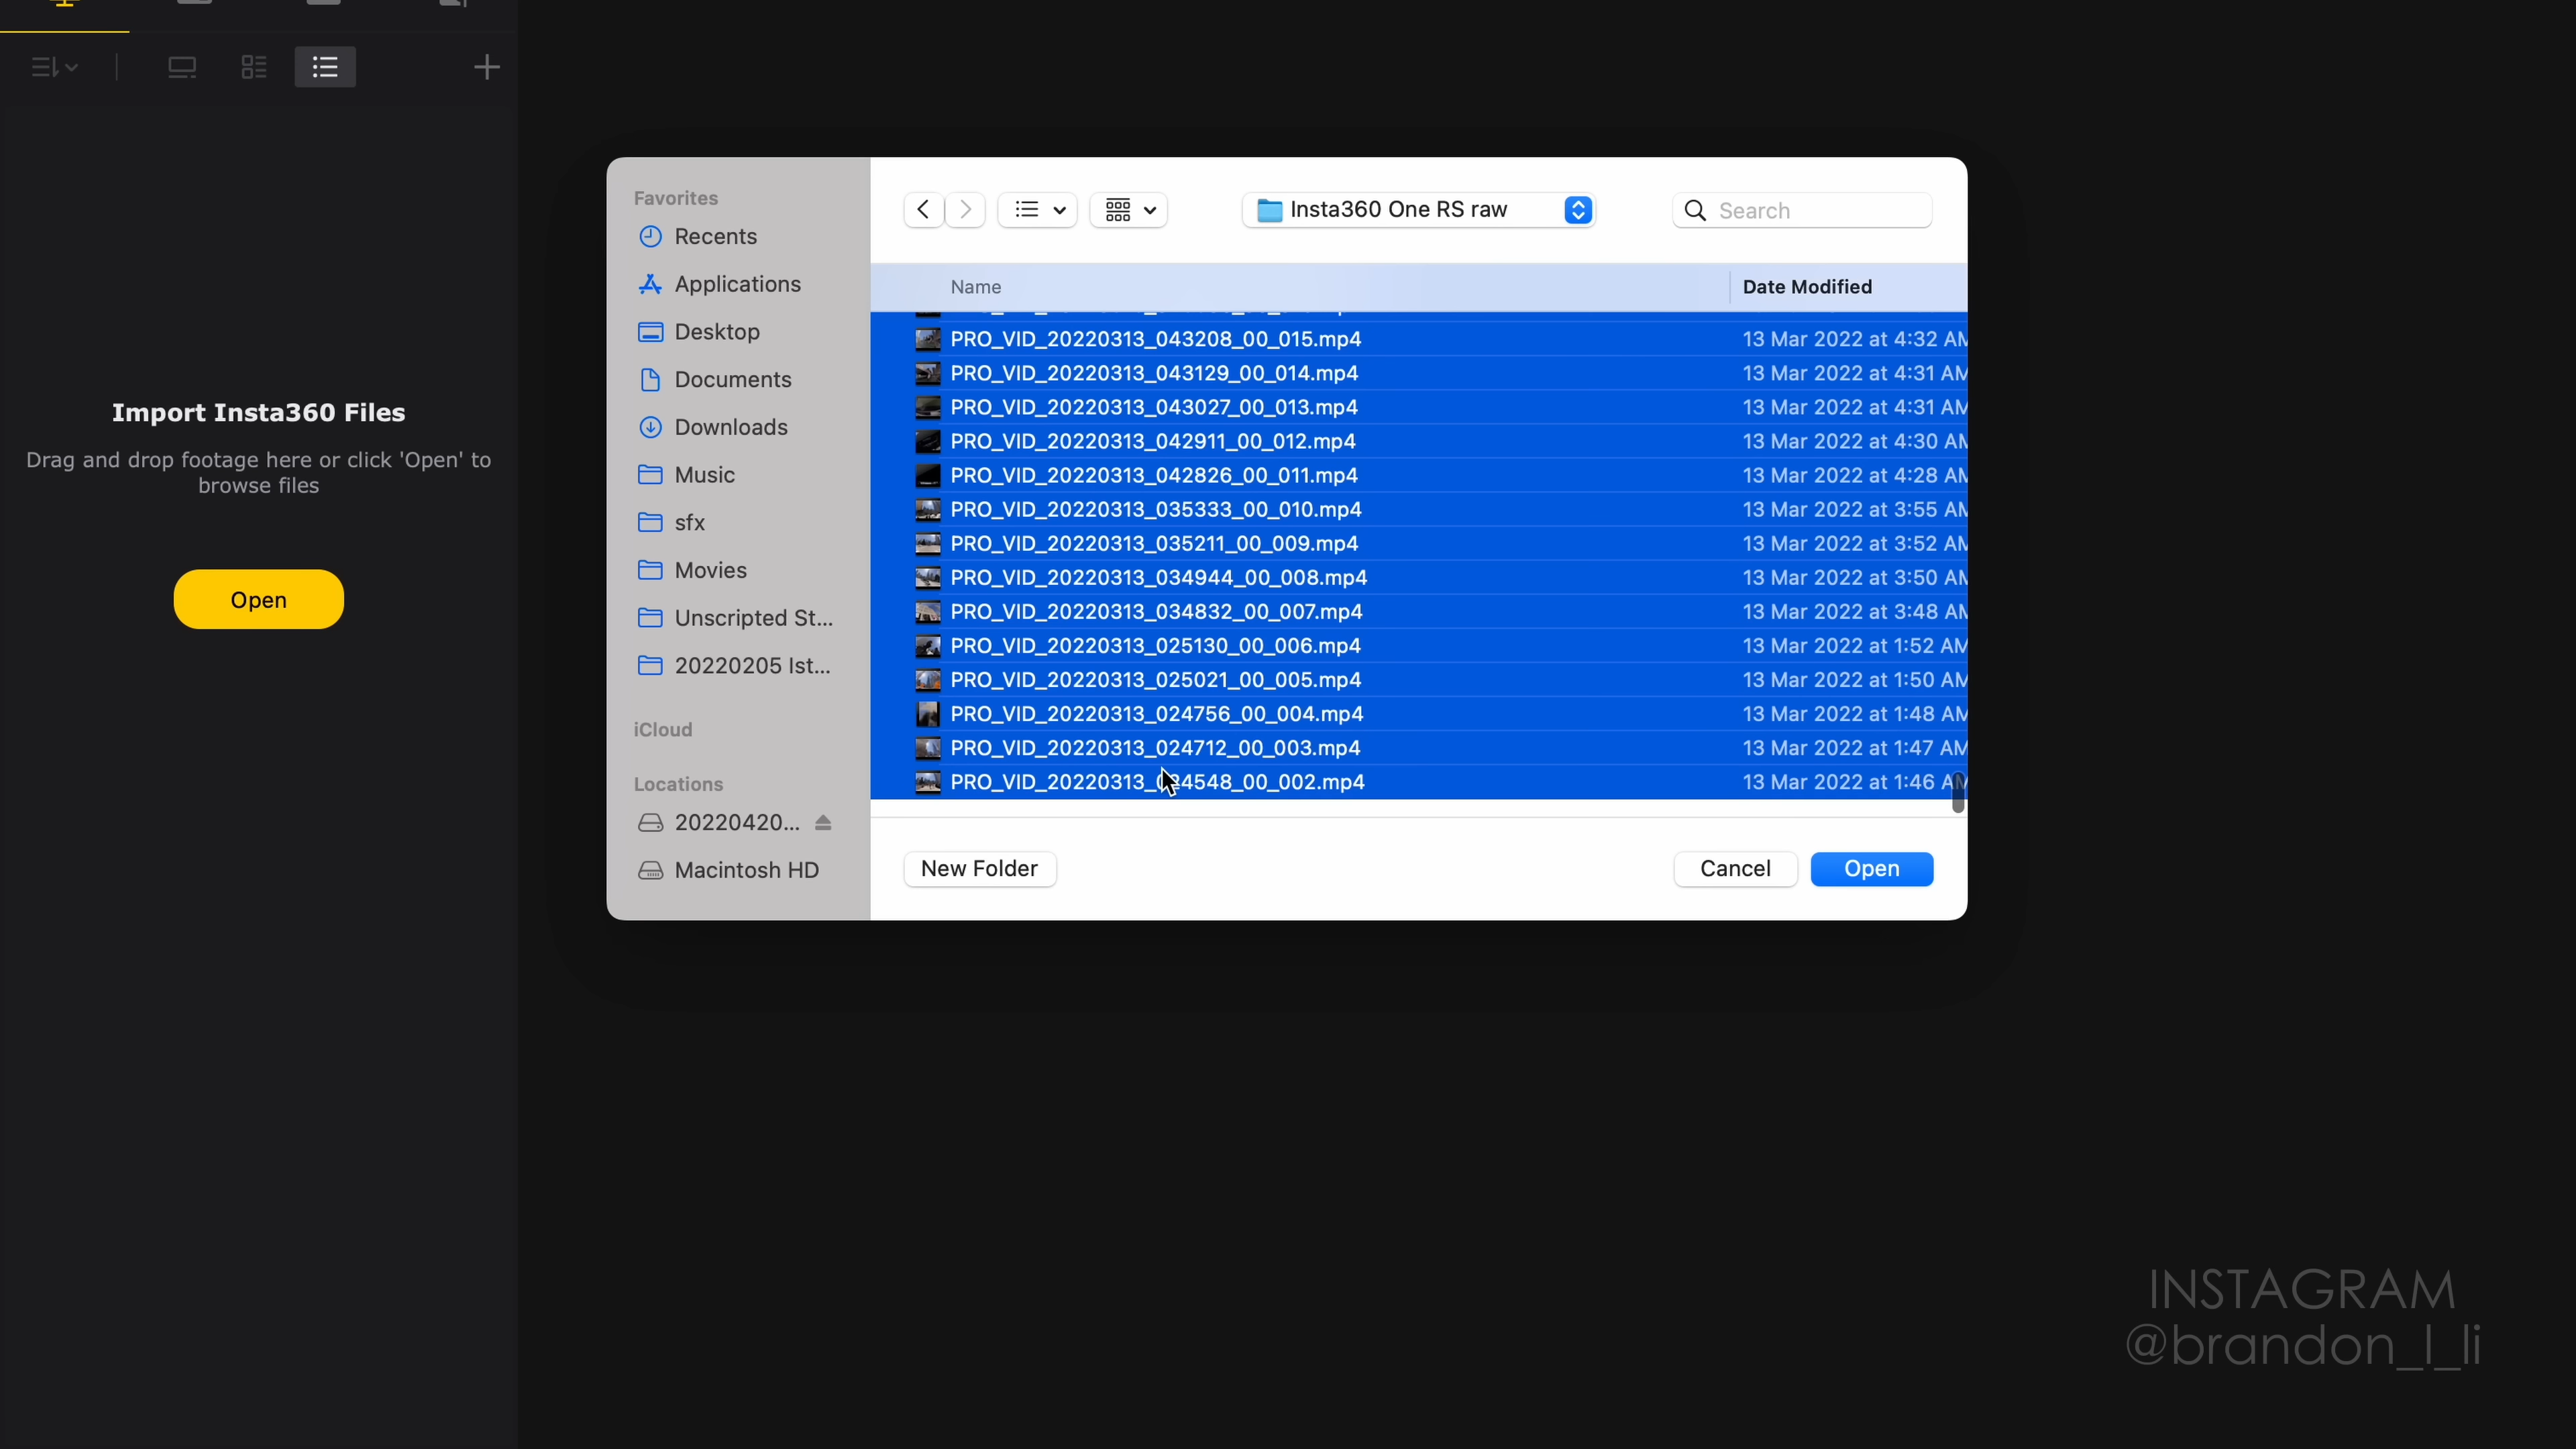 Import Insta360 Files
Drag and drop footage here or click 'Open' to
browse files
Open
Favorites
Recents
Applications
Desktop
Documents
Downloads
Music
sfx
Movies
Unscripted St...
20220205 Ist...
iCloud
Locations
20220420...
Macintosh HD
Insta360 One RS raw
Search
Name Date Modified
PRO_VID_20220313_043208_00_015.mp4 13 Mar 2022 at 4:32 AM
PRO_VID_20220313_043129_00_014.mp4 13 Mar 2022 at 4:31 AM
PRO_VID_20220313_043027_00_013.mp4 13 Mar 2022 at 4:31 AM
PRO_VID_20220313_042911_00_012.mp4 13 Mar 2022 at 4:30 AM
PRO_VID_20220313_042826_00_011.mp4 13 Mar 2022 at 4:28 AM
PRO_VID_20220313_035333_00_010.mp4 13 Mar 2022 at 3:55 AM
PRO_VID_20220313_035211_00_009.mp4 13 Mar 2022 at 3:52 AM
PRO_VID_20220313_034944_00_008.mp4 13 Mar 2022 at 3:50 AM
PRO_VID_20220313_034832_00_007.mp4 13 Mar 2022 at 3:48 AM
PRO_VID_20220313_025130_00_006.mp4 13 Mar 2022 at 1:52 AM
PRO_VID_20220313_025021_00_005.mp4 13 Mar 2022 at 1:50 AM
PRO_VID_20220313_024756_00_004.mp4 13 Mar 2022 at 1:48 AM
PRO_VID_20220313_024712_00_003.mp4 13 Mar 2022 at 1:47 AM
PRO_VID_20220313_024548_00_002.mp4 13 Mar 2022 at 1:46 AM
New Folder Cancel Open
INSTAGRAM
@brandon_l_li